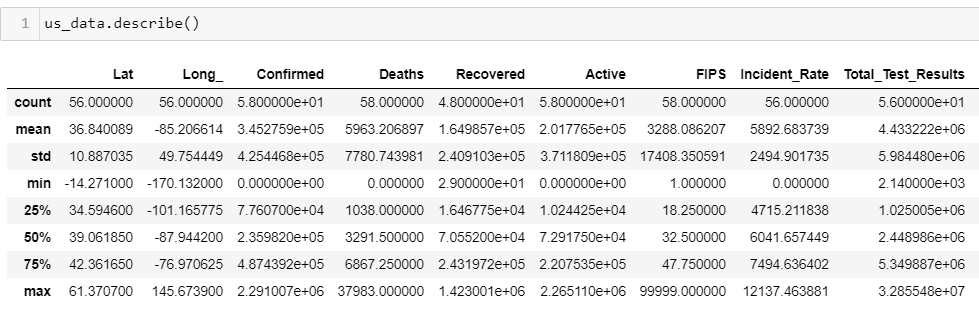 1 us_data.describe()
Lat Long_ Confirmed Deaths Recovered Active FIPS Incident_Rate Total_Test_Results
count 56.000000 56.000000 5.800000e+01 58.000000 4.800000e+01 5.800000e+01 58.000000 56.000000 5.600000e+01
mean 36.840089 -85.206614 3.452759e+05 5963.206897 1.649857e+05 2.017765e+05 3288.086207 5892.683739 4.433222e+06
std 10.887035 49.754449 4.254468e+05 7780.743981 2.409103e+05 3.711809e+05 17408.350591 2494.901735 5.984480e+06
min -14.271000 -170.132000 0.000000e+00 0.000000 2.900000e+01 0.000000e+00 1.000000 0.000000 2.140000e+03
25% 34.594600 -101.165775 7.760700e+04 1038.000000 1.646775e+04 1.024425e+04 18.250000 4715.211838 1.025005e+06
50% 39.061850 -87.944200 2.359820e+05 3291.500000 7.055200e+04 7.291750e+04 32.500000 6041.657449 2.448986e+06
75% 42.361650 -76.970625 4.874392e+05 6867.250000 2.431972e+05 2.207535e+05 47.750000 7494.636402 5.349887e+06
max 61.370700 145.673900 2.291007e+06 37983.000000 1.423001e+06 2.265110e+06 99999.000000 12137.463881 3.285548e+07